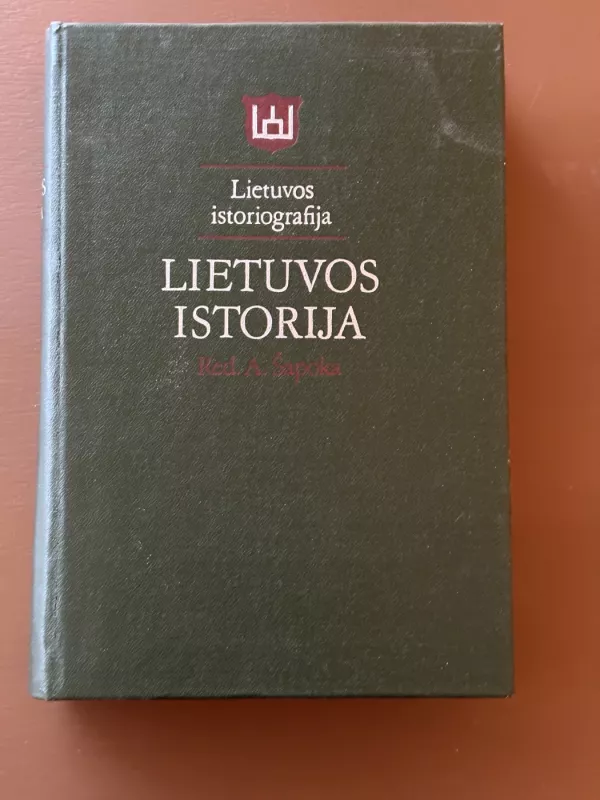 Lietuvos
istoriografija
LIETUVOS
ISTORIJA
Red. A. Šapoka